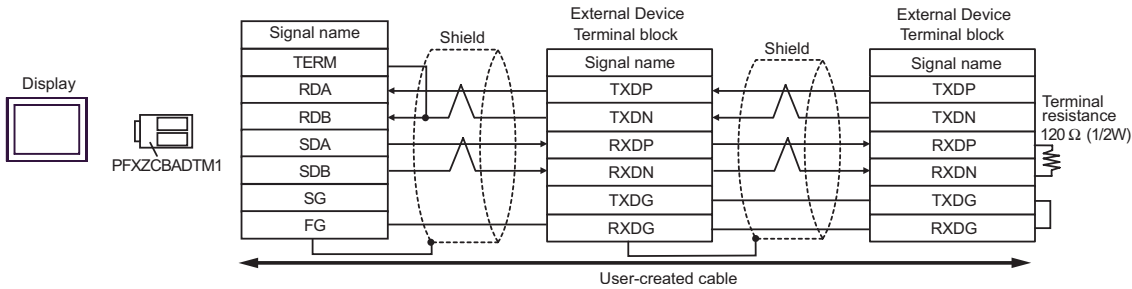 Display
PFXZCBADTM1
Signal name
TERM
RDA
RDB
SDA
SDB
SG
FG
Shield
External Device
Terminal block
Signal name
TXDP
TXDN
RXDP
RXDN
TXDG
RXDG
Shield
External Device
Terminal block
Signal name
TXDP
TXDN
RXDP
RXDN
TXDG
RXDG
Terminal
resistance
120 Ω (1/2W)
User-created cable